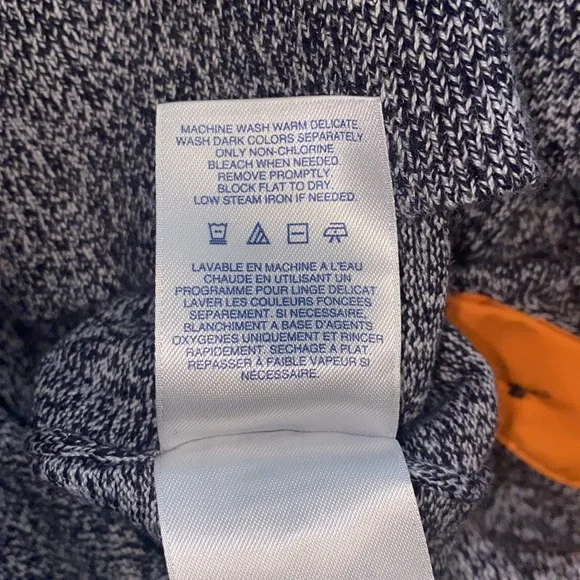 MACHINE WASH WARM DELICATE,
WASH DARK COLORS SEPARATELY
ONLY NON-CHLORINE
BLEACH WHEN NEEDED.
REMOVE PROMPTLY.
BLOCK FLAT TO DRY.
LOW STEAM IRON IF NEEDED.
LAVABLE EN MACHINE À L'EAU
CHAUDE EN UTILISANT UN
PROGRAMME POUR LINGE DELICAT
LAVER LES COULEURS FONCEES
SEPAREMENT. SI NECESSAIRE,
BLANCHIMENT A BASE D'AGENTS
OXYGENES UNIQUEMENT ET RINCER
RAPIDEMENT. SECHAGE A PLAT
REPASSER À FAIBLE VAPEUR SI
NÉCESSAIRE.